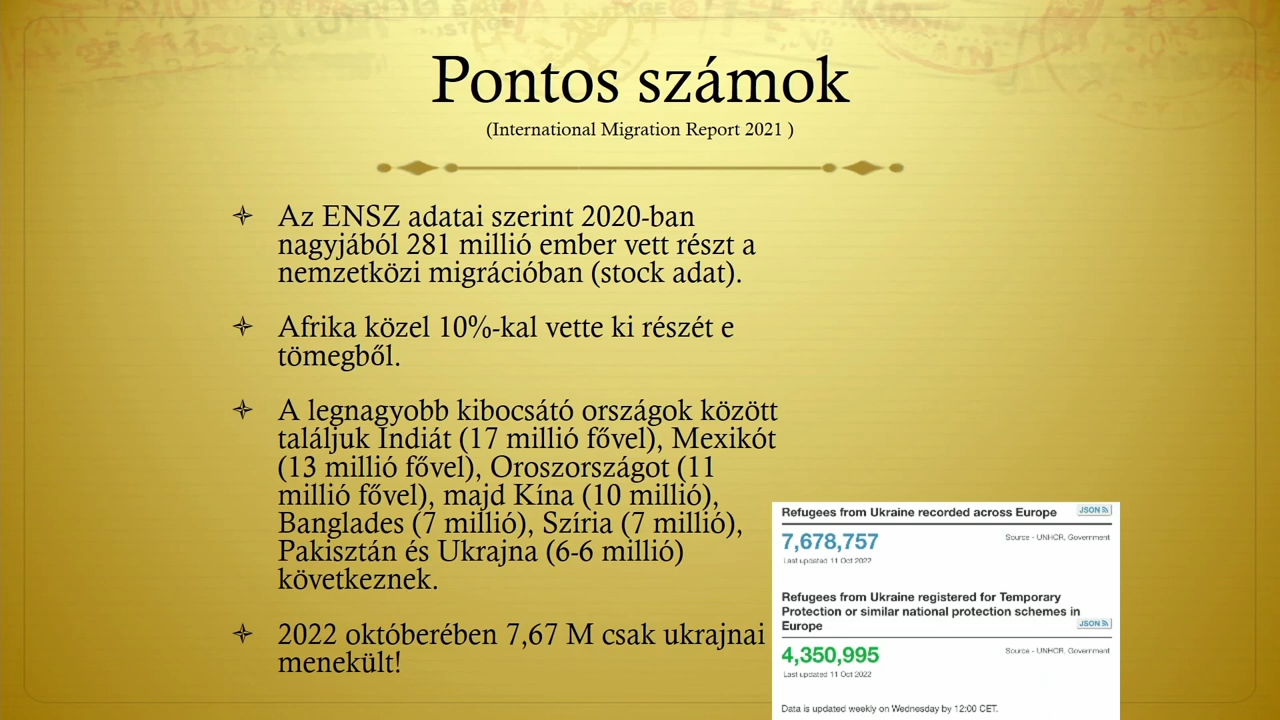 Pontos számok
(International Migration Report 2021 )
Az ENSZ adatai szerint 2020-ban
nagyjából 281 millió ember vett részt a
nemzetközi migrációban (stock adat).
Afrika közel 10%-kal vette ki részét e
tömegből.
A legnagyobb kibocsátó országok között
találjuk Indiát (17 millió fővel), Mexikót
(13 millió fővel), Oroszországot (11
millió fővel), majd Kína (10 millió),
Banglades (7 millió), Szíria (7 millió),
Pakisztán és Ukrajna (6-6 millió)
következnek.
2022 októberében 7,67 M csak ukrajnai
menekült!
Refugees from Ukraine recorded across Europe JSON
7,678,757 Source - UNHCR, Government
Last updated 11 Oct 2022
Refugees from Ukraine registered for Temporary
Protection or similar national protection schemes in
Europe JSON
4,350,995 Source - UNHCR, Government
Last updated 11 Oct 2022
Data is updated weekly on Wednesday by 12:00 CET.